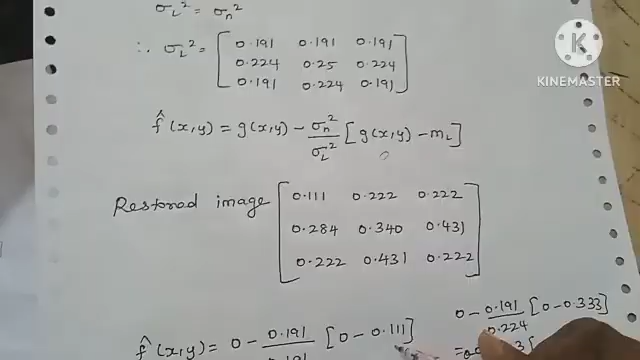 σL² = σn²
K
KINEMASTER
∴ σL² = [ 0.191 0.191 0.191
0.224 0.25 0.224
0.191 0.224 0.191 ]
f̂(x,y) = g(x,y) - σn²/σL² [g(x,y) - mL]
Restored image [ 0.111 0.222 0.222
0.284 0.340 0.431
0.222 0.431 0.222 ]
f̂(x,y) = 0 - 0.191/0.191 [0 - 0.111]
0 - 0.191/0.224 [0 - 0.333]